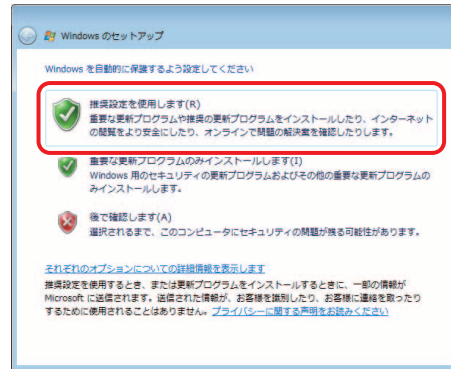 Windows のセットアップ
Windows を自動的に保護するよう設定してください
推奨設定を使用します(R)
重要な更新プログラムや推奨の更新プログラムをインストールしたり、インターネット
の閲覧をより安全にしたり、オンラインで問題の解決策を確認したりします。
重要な更新プログラムのみインストールします(I)
Windows 用のセキュリティの更新プログラムおよびその他の重要な更新プログラムの
みインストールします。
後で確認します(A)
選択されるまで、このコンピュータにセキュリティの問題が残る可能性があります。
それぞれのオプションについての詳細情報を表示します
推奨設定を使用するとき、または更新プログラムをインストールするときに、一部の情報が
Microsoft に送信されます。送信された情報が、お客様を識別したり、お客様に連絡を取ったり
するために使用されることはありません。プライバシーに関する声明をお読みください